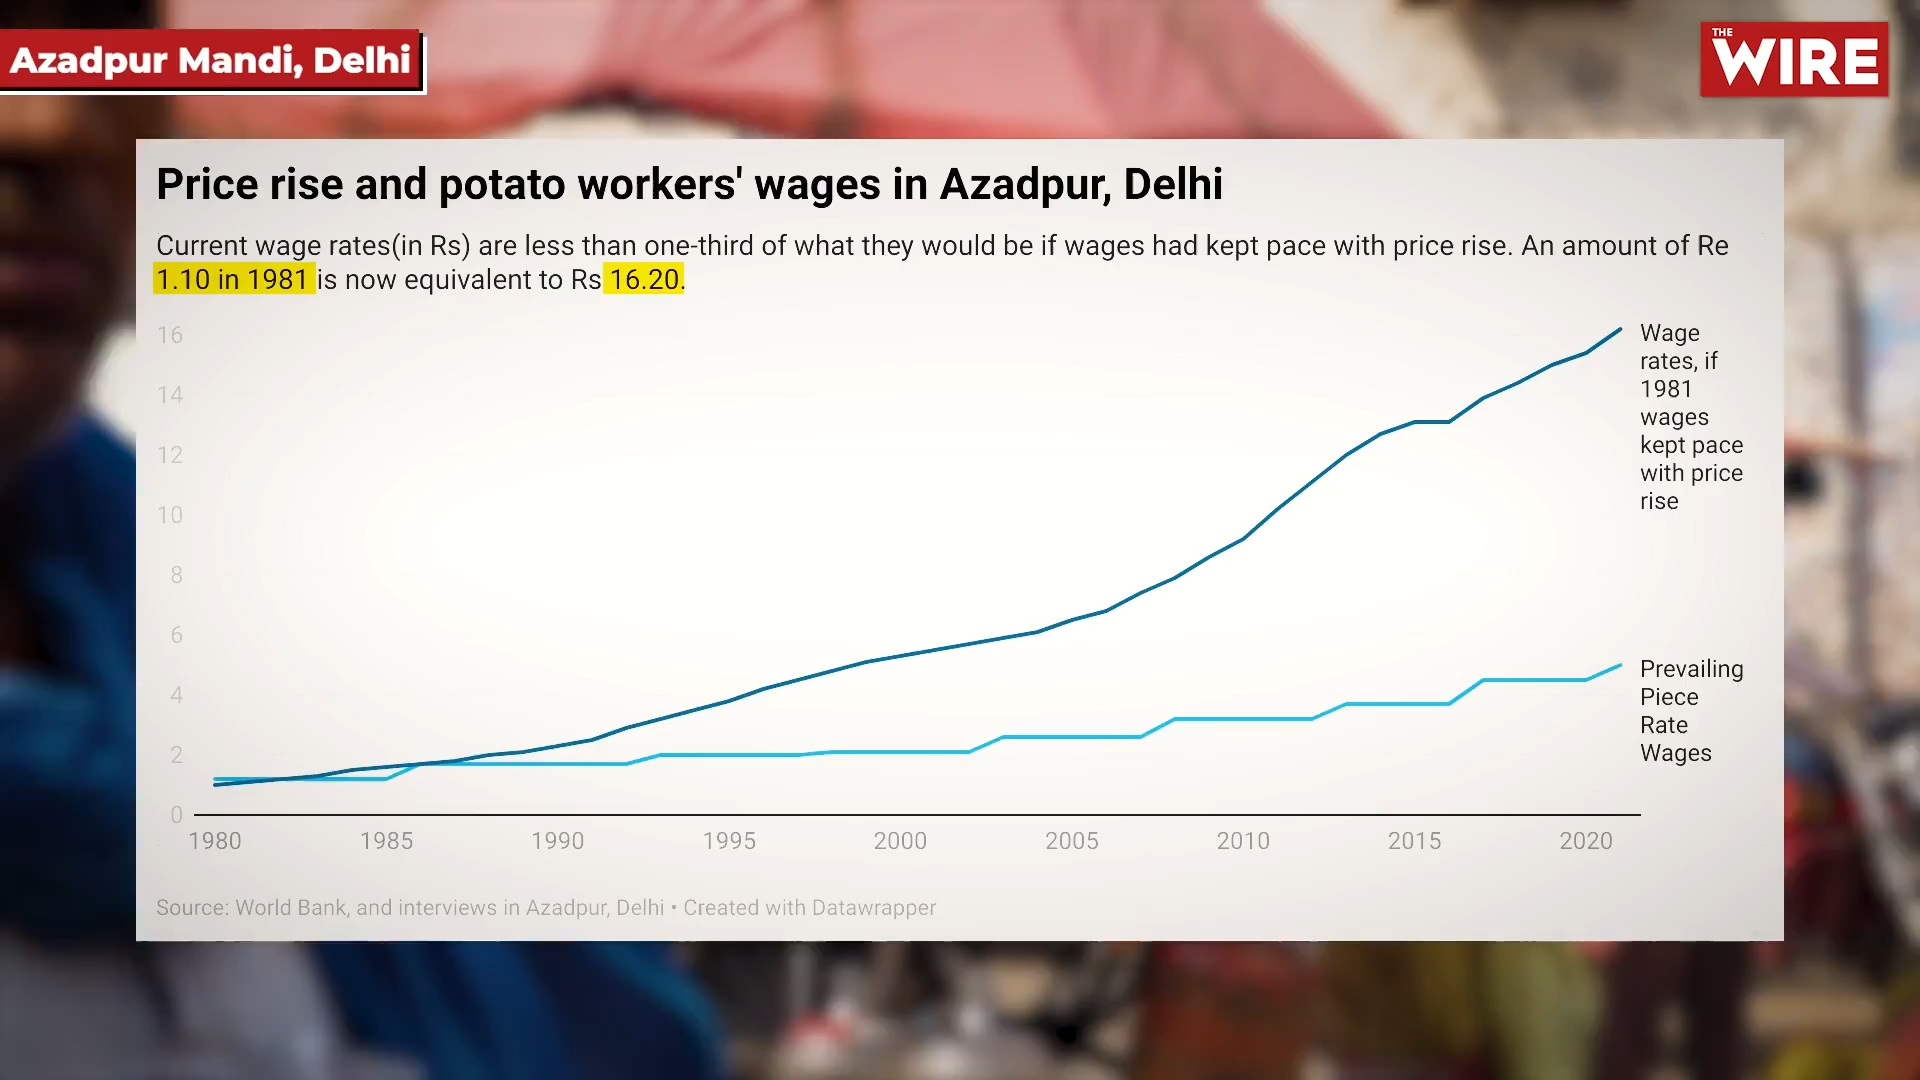 Azadpur Mandi, Delhi
THE
WIRE
Price rise and potato workers' wages in Azadpur, Delhi
Current wage rates(in Rs) are less than one-third of what they would be if wages had kept pace with price rise. An amount of Re
1.10 in 1981 is now equivalent to Rs 16.20.
16
14
12
10
8
6
4
2
0
Wage
rates, if
1981
wages
kept pace
with price
rise
Prevailing
Piece
Rate
Wages
1980 1985 1990 1995 2000 2005 2010 2015 2020
Source: World Bank, and interviews in Azadpur, Delhi • Created with Datawrapper